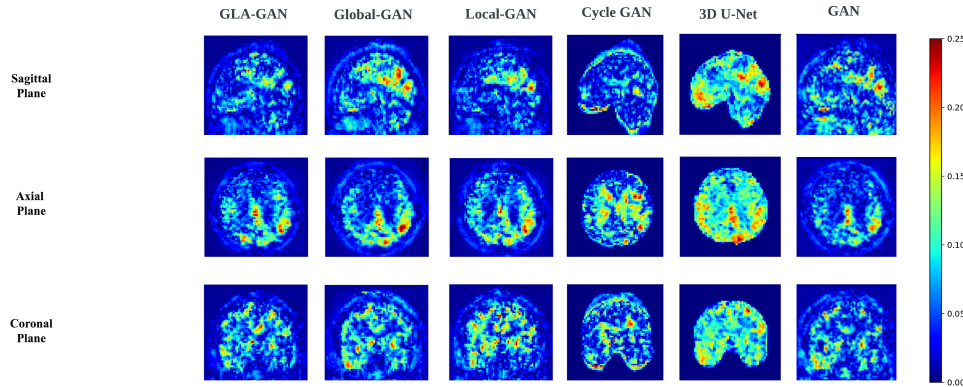 GLA-GAN Global-GAN Local-GAN Cycle GAN 3D U-Net GAN
Sagittal
Plane
Axial
Plane
Coronal
Plane
0.25
0.20
0.15
0.10
0.05
0.00